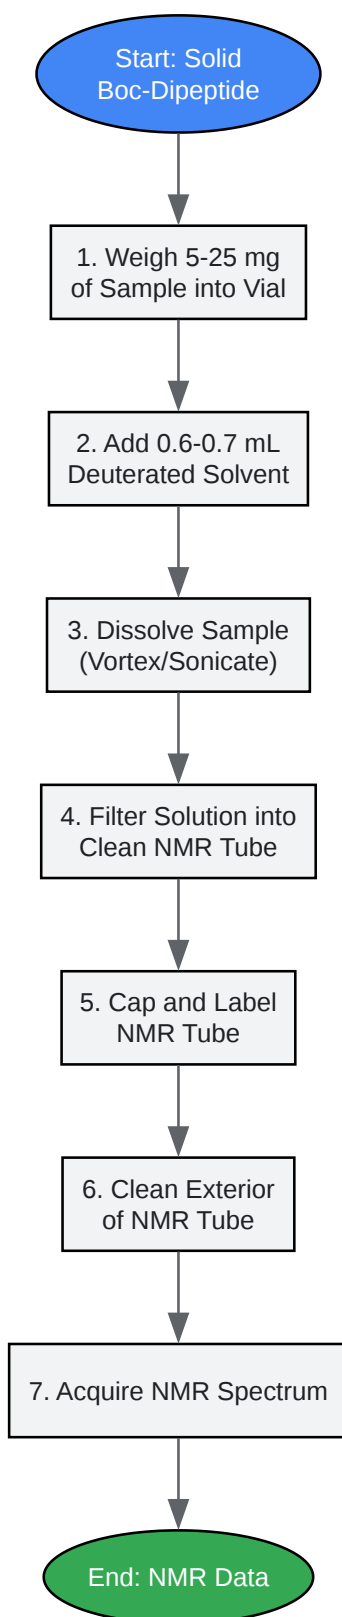 Start: Solid
Boc-Dipeptide
1. Weigh 5-25 mg
of Sample into Vial
2. Add 0.6-0.7 mL
Deuterated Solvent
3. Dissolve Sample
(Vortex/Sonicate)
4. Filter Solution into
Clean NMR Tube
5. Cap and Label
NMR Tube
6. Clean Exterior
of NMR Tube
7. Acquire NMR Spectrum
End: NMR Data